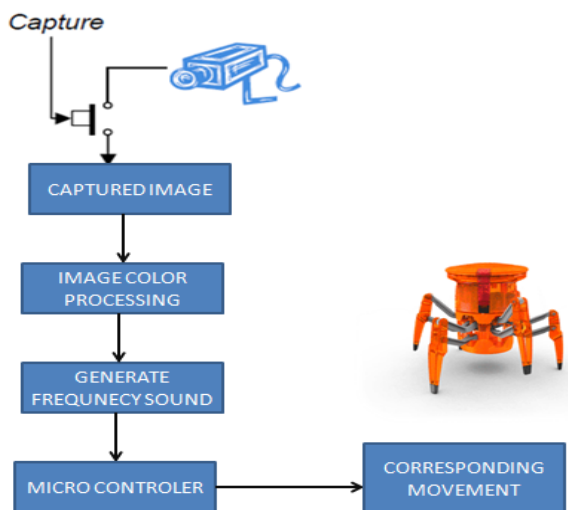 Capture
CAPTURED IMAGE
IMAGE COLOR
PROCESSING
GENERATE
FREQUNECY SOUND
MICRO CONTROLER
CORRESPONDING
MOVEMENT